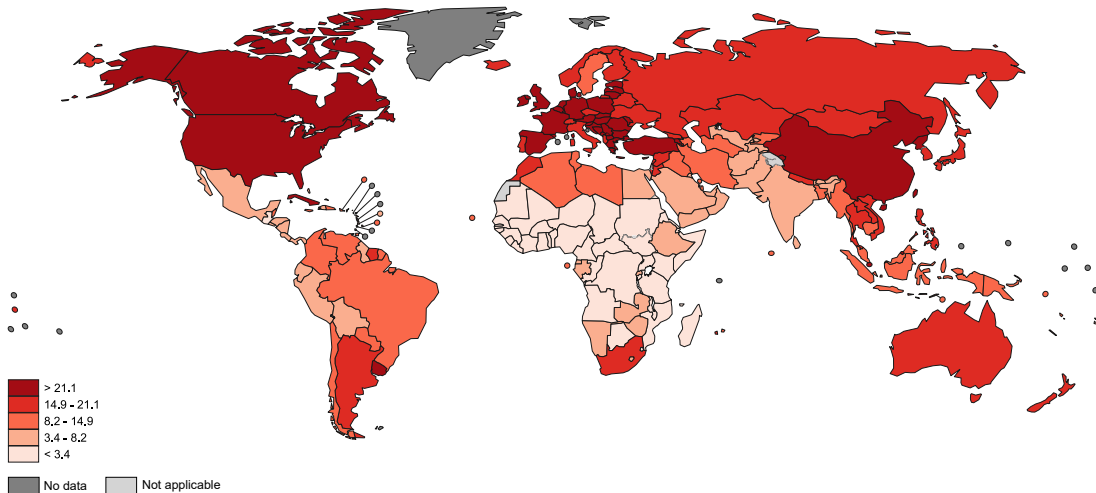 > 21.1
14.9 - 21.1
8.2 - 14.9
3.4 - 8.2
< 3.4
No data
Not applicable